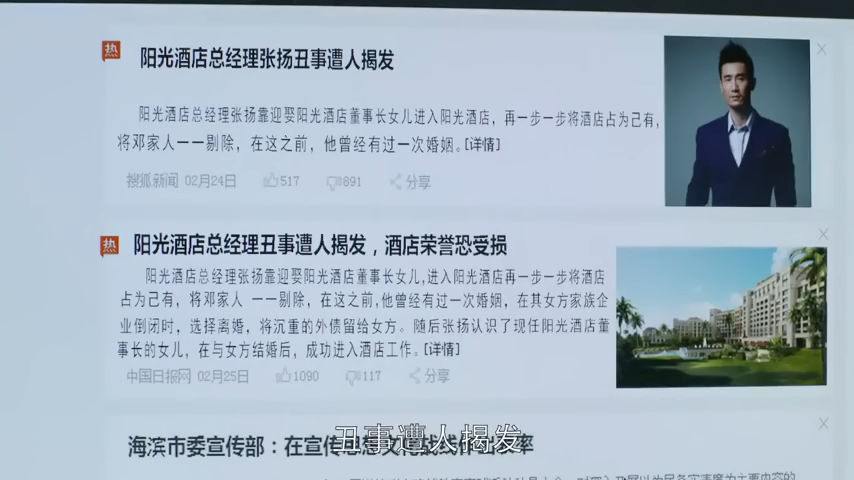 热 阳光酒店总经理张扬丑事遭人揭发
阳光酒店总经理张扬靠迎娶阳光酒店董事长女儿进入阳光酒店，再一步一步将酒店占为己有，
将邓家人一一剔除，在这之前，他曾经有过一次婚姻。[详情]
搜狐新闻 02月24日 517 891 分享
热 阳光酒店总经理丑事遭人揭发，酒店荣誉恐受损
阳光酒店总经理张扬靠迎娶阳光酒店董事长女儿,进入阳光酒店再一步一步将酒店
占为己有，将邓家人 一一剔除，在这之前,他曾经有过一次婚姻，在其女方家族企
业倒闭时，选择离婚，将沉重的外债留给女方。随后张扬认识了现任阳光酒店董
事长的女儿，在与女方结婚后，成功进入酒店工作。[详情]
中国日报网 02月25日 1090 117 分享
海滨市委宣传部：在宣传思想文化战线
丑事遭人揭发